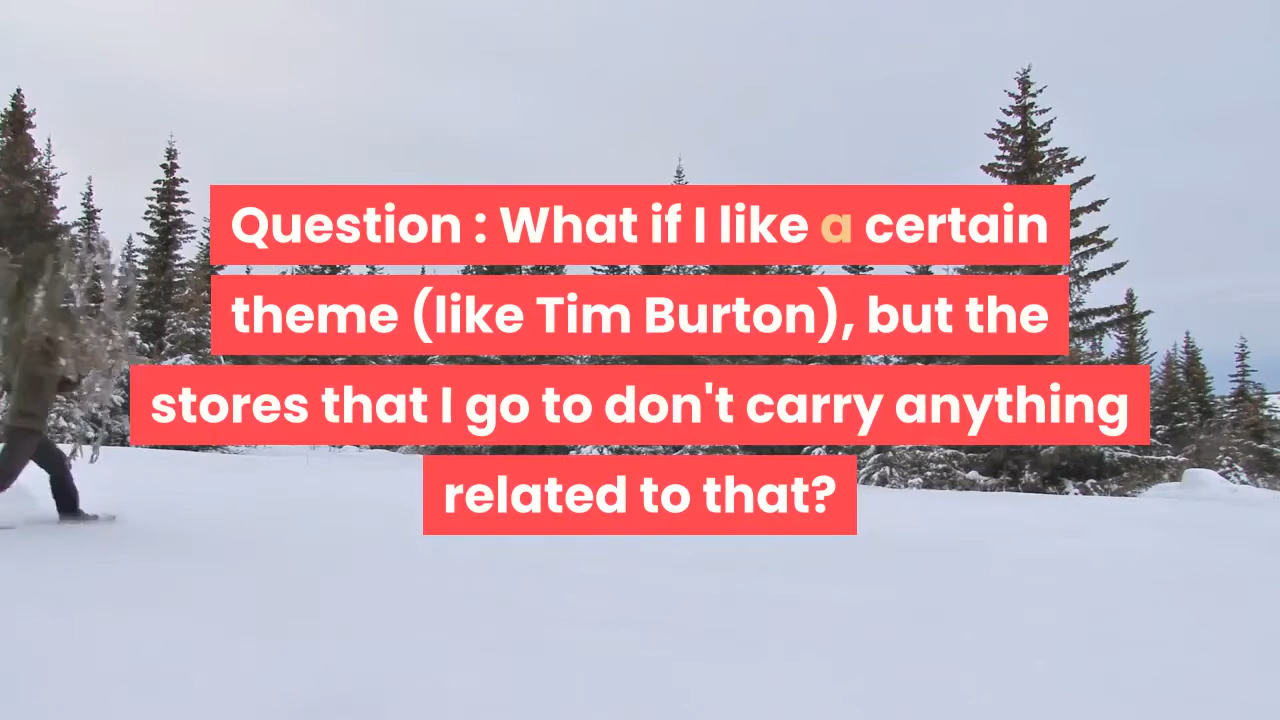 Question : What if I like a certain
theme (like Tim Burton), but the
stores that I go to don't carry anything
related to that?